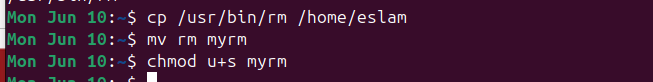 Mon Jun 10:~$ cp /usr/bin/rm /home/eslam
Mon Jun 10:~$ mv rm myrm
Mon Jun 10:~$ chmod u+s myrm
Mon Jun 10:~$